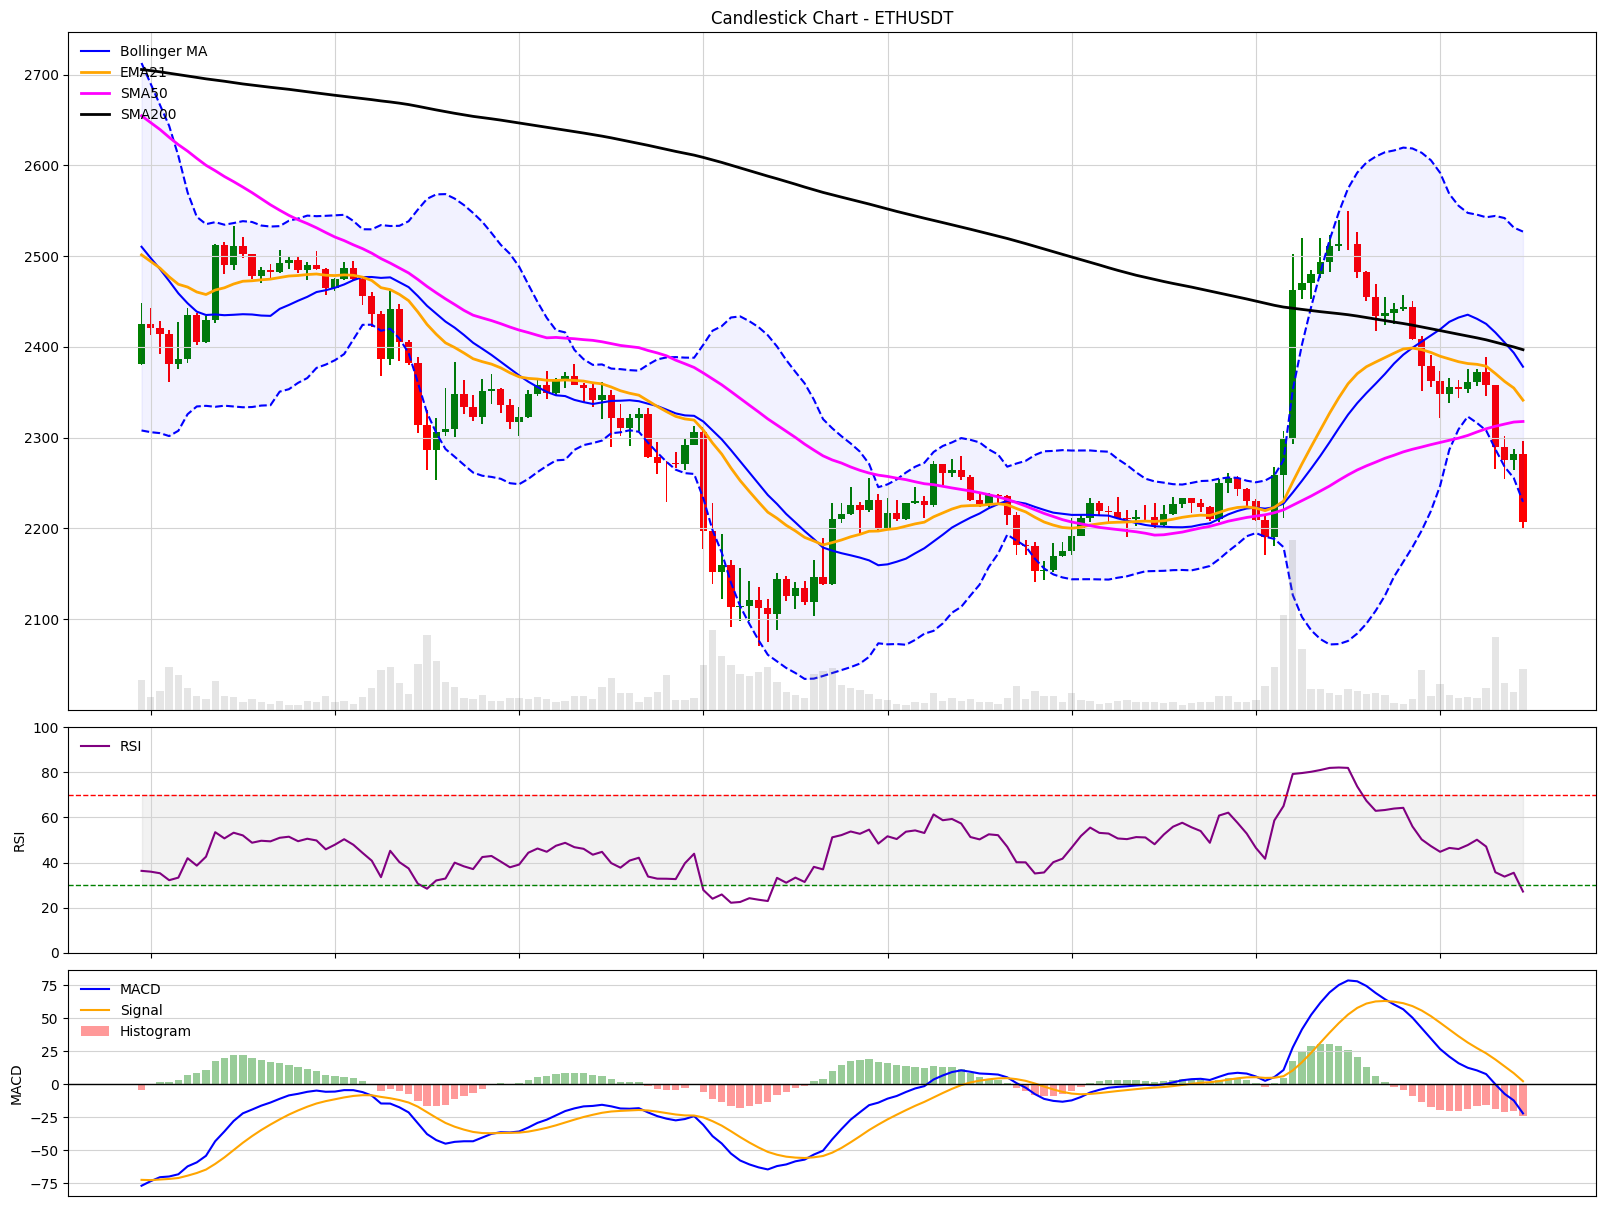 Candlestick Chart - ETHUSDT
Bollinger MA
EMA21
SMA50
SMA200
2700
2600
2500
2400
2300
2200
2100
RSI
100
80
60
40
20
0
RSI
MACD
Signal
Histogram
75
50
25
0
−25
−50
−75
MACD